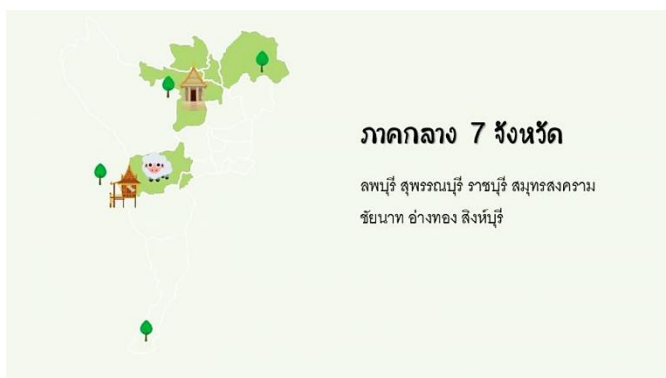 ภาคกลาง 7 จังหวัด
ลพบุรี สุพรรณบุรี ราชบุรี สมุทรสงคราม
ชัยนาท อ่างทอง สิงห์บุรี